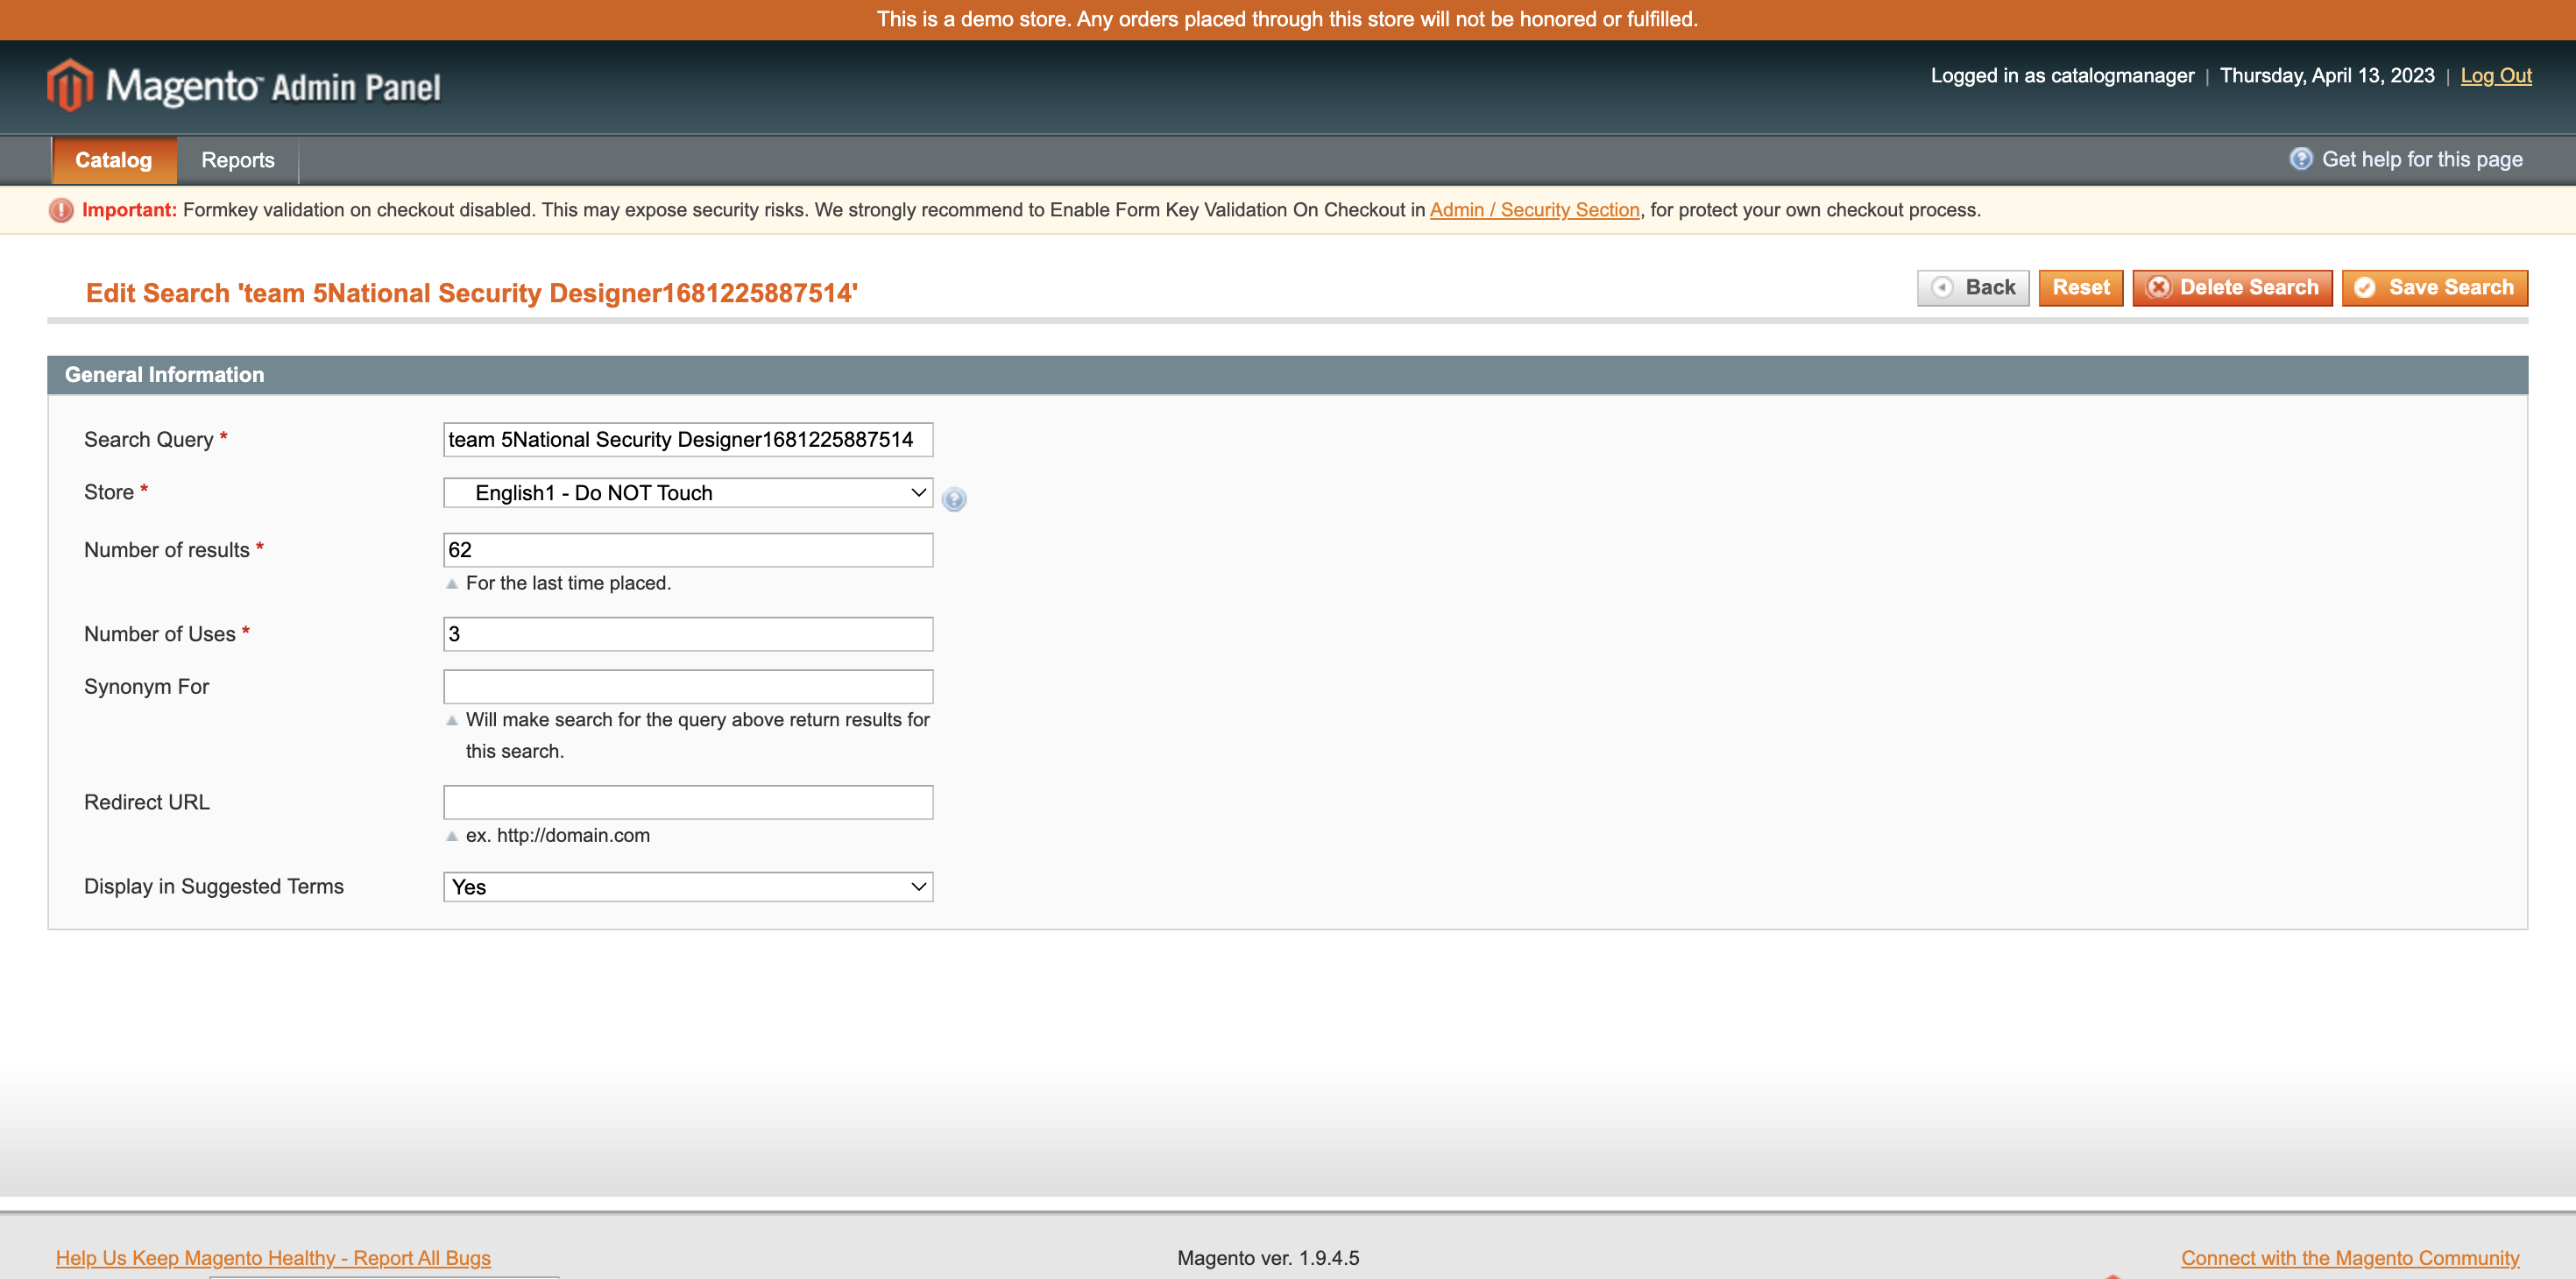 This is a demo store. Any orders placed through this store will not be honored or fulfilled.
Magento™ Admin Panel
Logged in as catalogmanager | Thursday, April 13, 2023 | Log Out
Catalog Reports Get help for this page
Important: Formkey validation on checkout disabled. This may expose security risks. We strongly recommend to Enable Form Key Validation On Checkout in Admin / Security Section, for protect your own checkout process.
Edit Search 'team 5National Security Designer1681225887514'
Back Reset Delete Search Save Search
General Information
Search Query * team 5National Security Designer1681225887514
Store * English1 - Do NOT Touch
Number of results * 62
For the last time placed.
Number of Uses * 3
Synonym For
Will make search for the query above return results for
this search.
Redirect URL
ex. http://domain.com
Display in Suggested Terms Yes
Help Us Keep Magento Healthy - Report All Bugs Magento ver. 1.9.4.5 Connect with the Magento Community